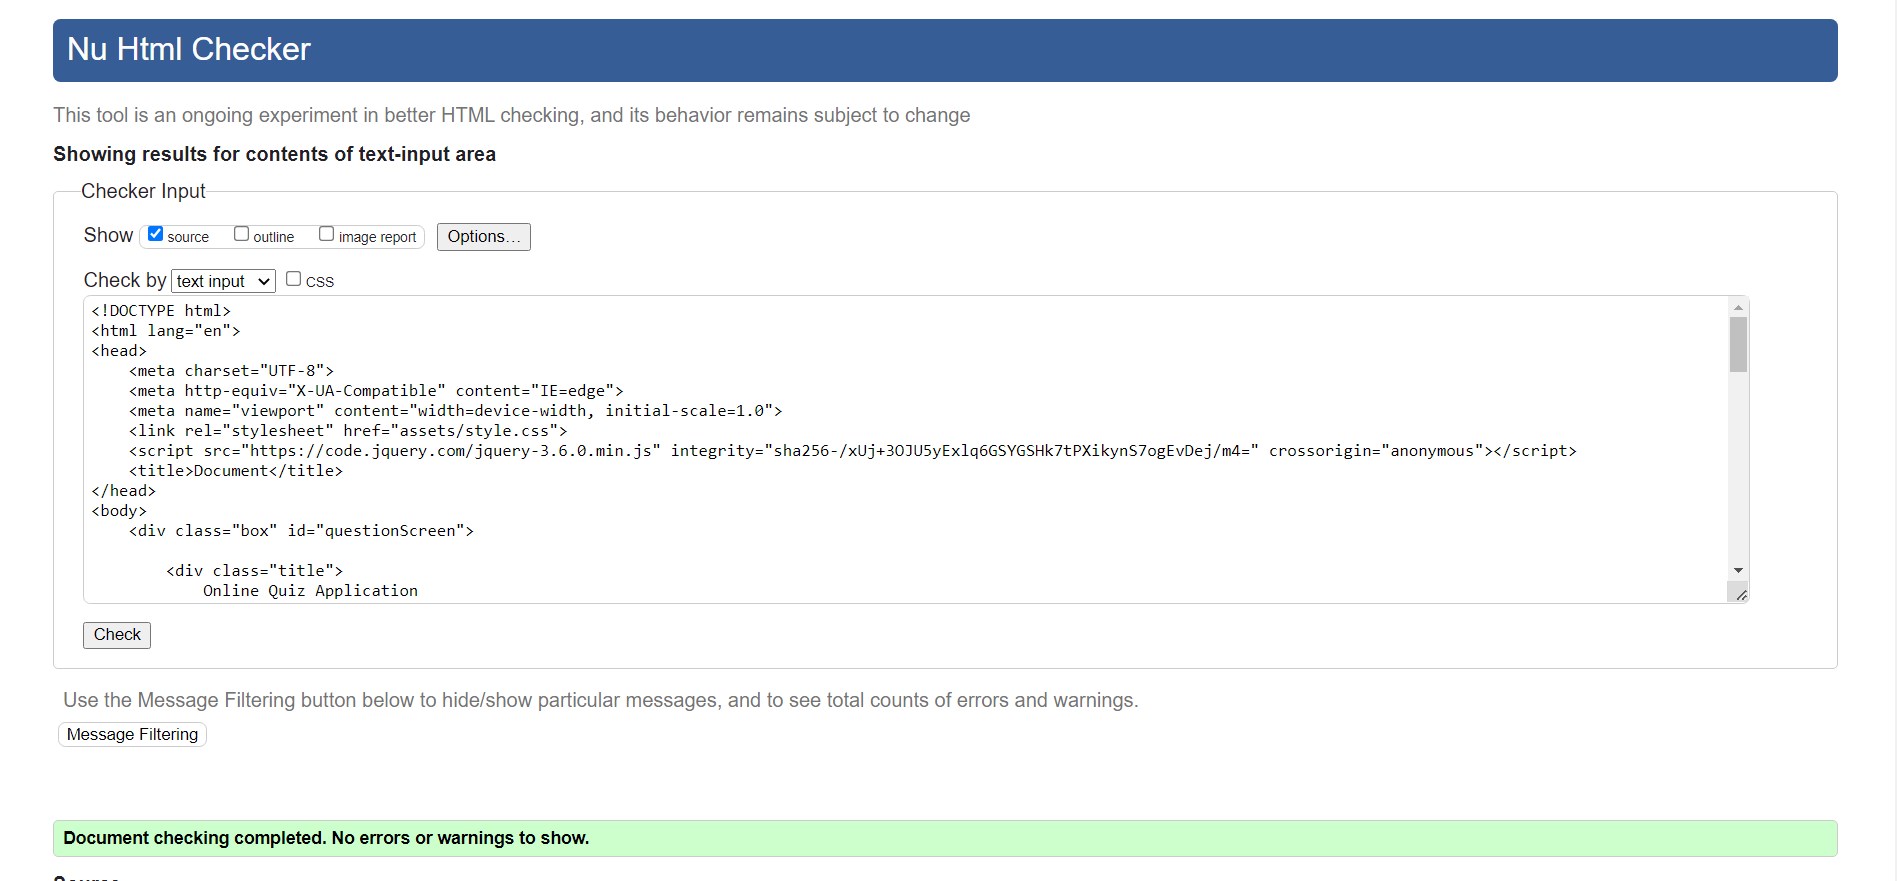 Nu Html Checker
This tool is an ongoing experiment in better HTML checking, and its behavior remains subject to change
Showing results for contents of text-input area
Checker Input
Show source outline image report Options...
Check by text input CSS
<!DOCTYPE html>
<html lang="en">
<head>
    <meta charset="UTF-8">
    <meta http-equiv="X-UA-Compatible" content="IE=edge">
    <meta name="viewport" content="width=device-width, initial-scale=1.0">
    <link rel="stylesheet" href="assets/style.css">
    <script src="https://code.jquery.com/jquery-3.6.0.min.js" integrity="sha256-/xUj+3OJU5yExlq6GSYGSHk7tPXikynS7ogEvDej/m4=" crossorigin="anonymous"></script>
    <title>Document</title>
</head>
<body>
    <div class="box" id="questionScreen">
        <div class="title">
            Online Quiz Application
Check
Use the Message Filtering button below to hide/show particular messages, and to see total counts of errors and warnings.
Message Filtering
Document checking completed. No errors or warnings to show.